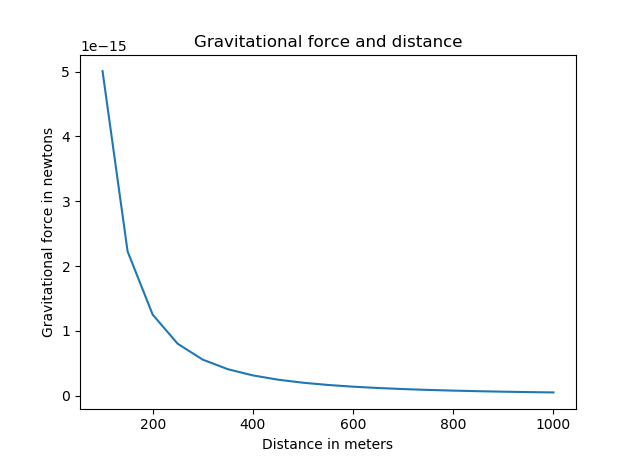 Gravitational force and distance
1e−15
5
4
3
2
1
0
Gravitational force in newtons
200 400 600 800 1000
Distance in meters